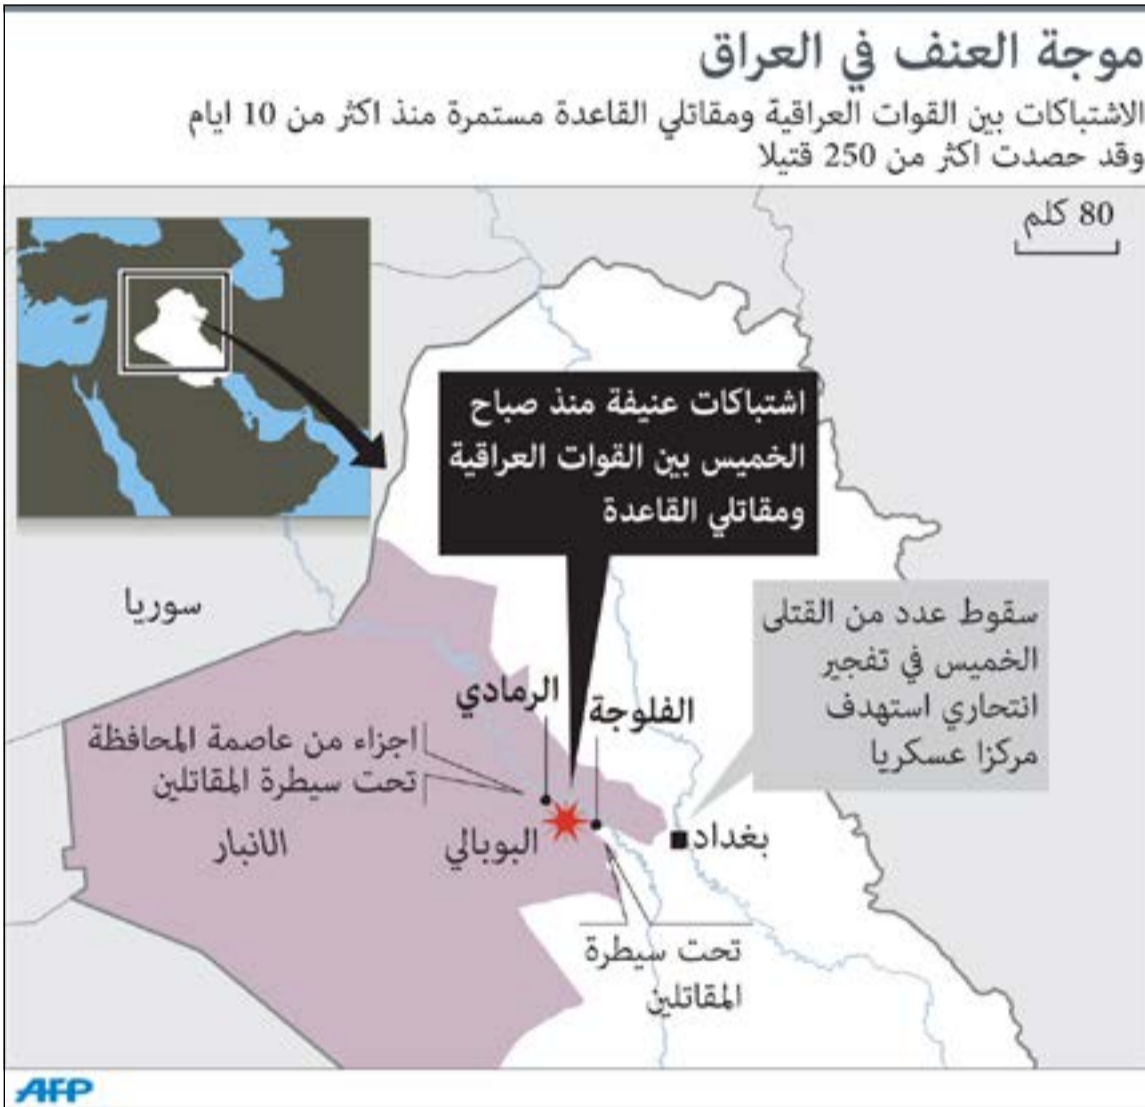 موجة العنف في العراق
الاشتباكات بين القوات العراقية ومقاتلي القاعدة مستمرة منذ اكثر من 10 ايام
وقد حصدت اكثر من 250 قتيلا
80 كلم
اشتباكات عنيفة منذ صباح
الخميس بين القوات العراقية
ومقاتلي القاعدة
سوريا
سقوط عدد من القتلى
الخميس في تفجير
انتحاري استهدف
مركزا عسكريا
الرمادي
الفلوجة
اجزاء من عاصمة المحافظة
تحت سيطرة المقاتلين
بغداد
البوبالي
الانبار
تحت سيطرة
المقاتلين
AFP